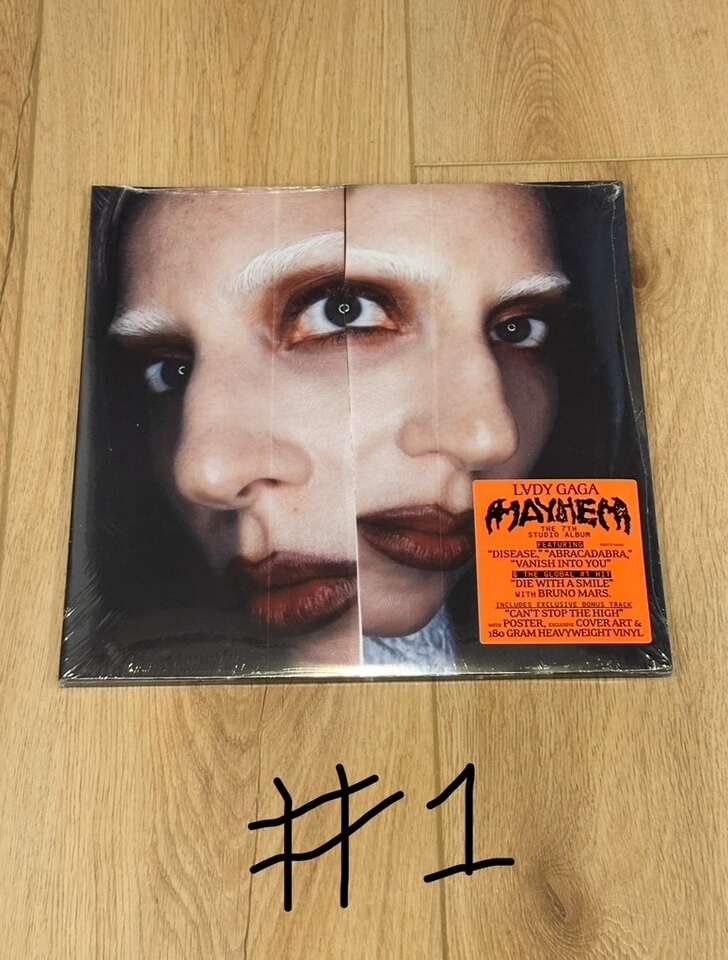 LVDY GAGA
MAYHEM
THE 7TH
STUDIO ALBUM
FEATURING
"DISEASE," "ABRACADABRA,"
"VANISH INTO YOU"
& THE GLOBAL #1 HIT
"DIE WITH A SMILE"
WITH BRUNO MARS.
INCLUDES EXCLUSIVE BONUS TRACK
"CAN'T STOP THE HIGH"
WITH POSTER, EXCLUSIVE COVER ART &
180 GRAM HEAVYWEIGHT VINYL
#1